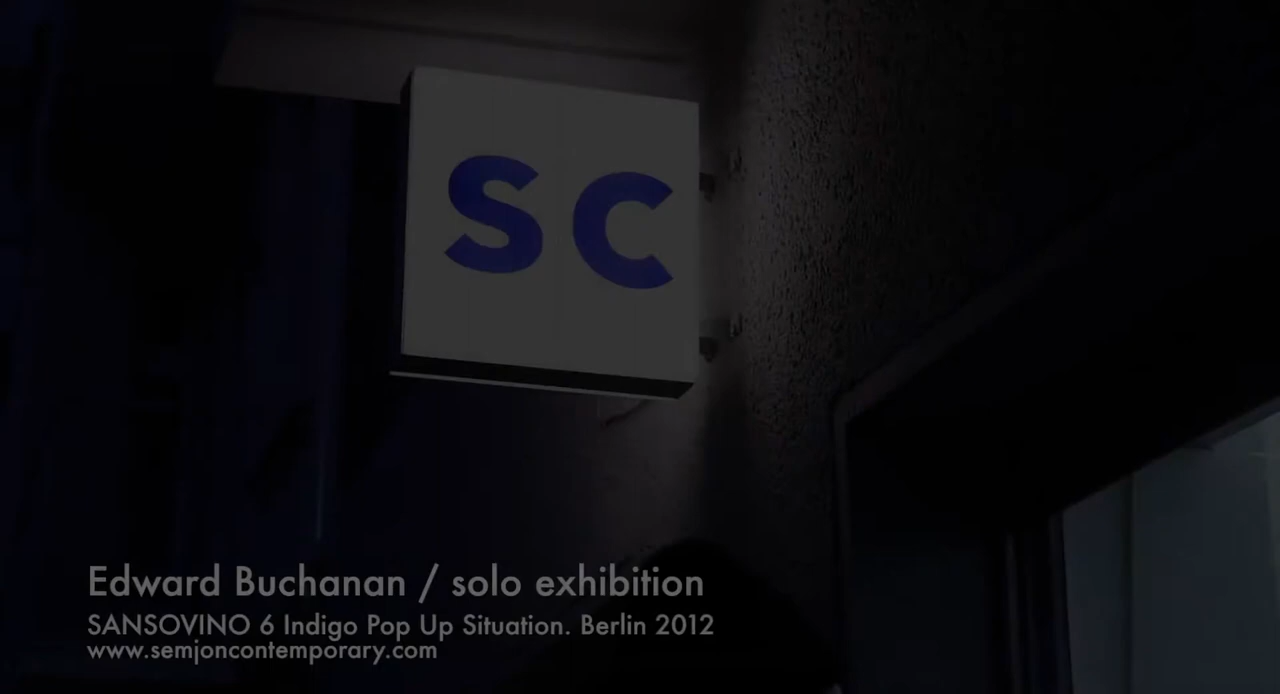 SC
Edward Buchanan / solo exhibition
SANSOVINO 6 Indigo Pop Up Situation. Berlin 2012
www.semjoncontemporary.com